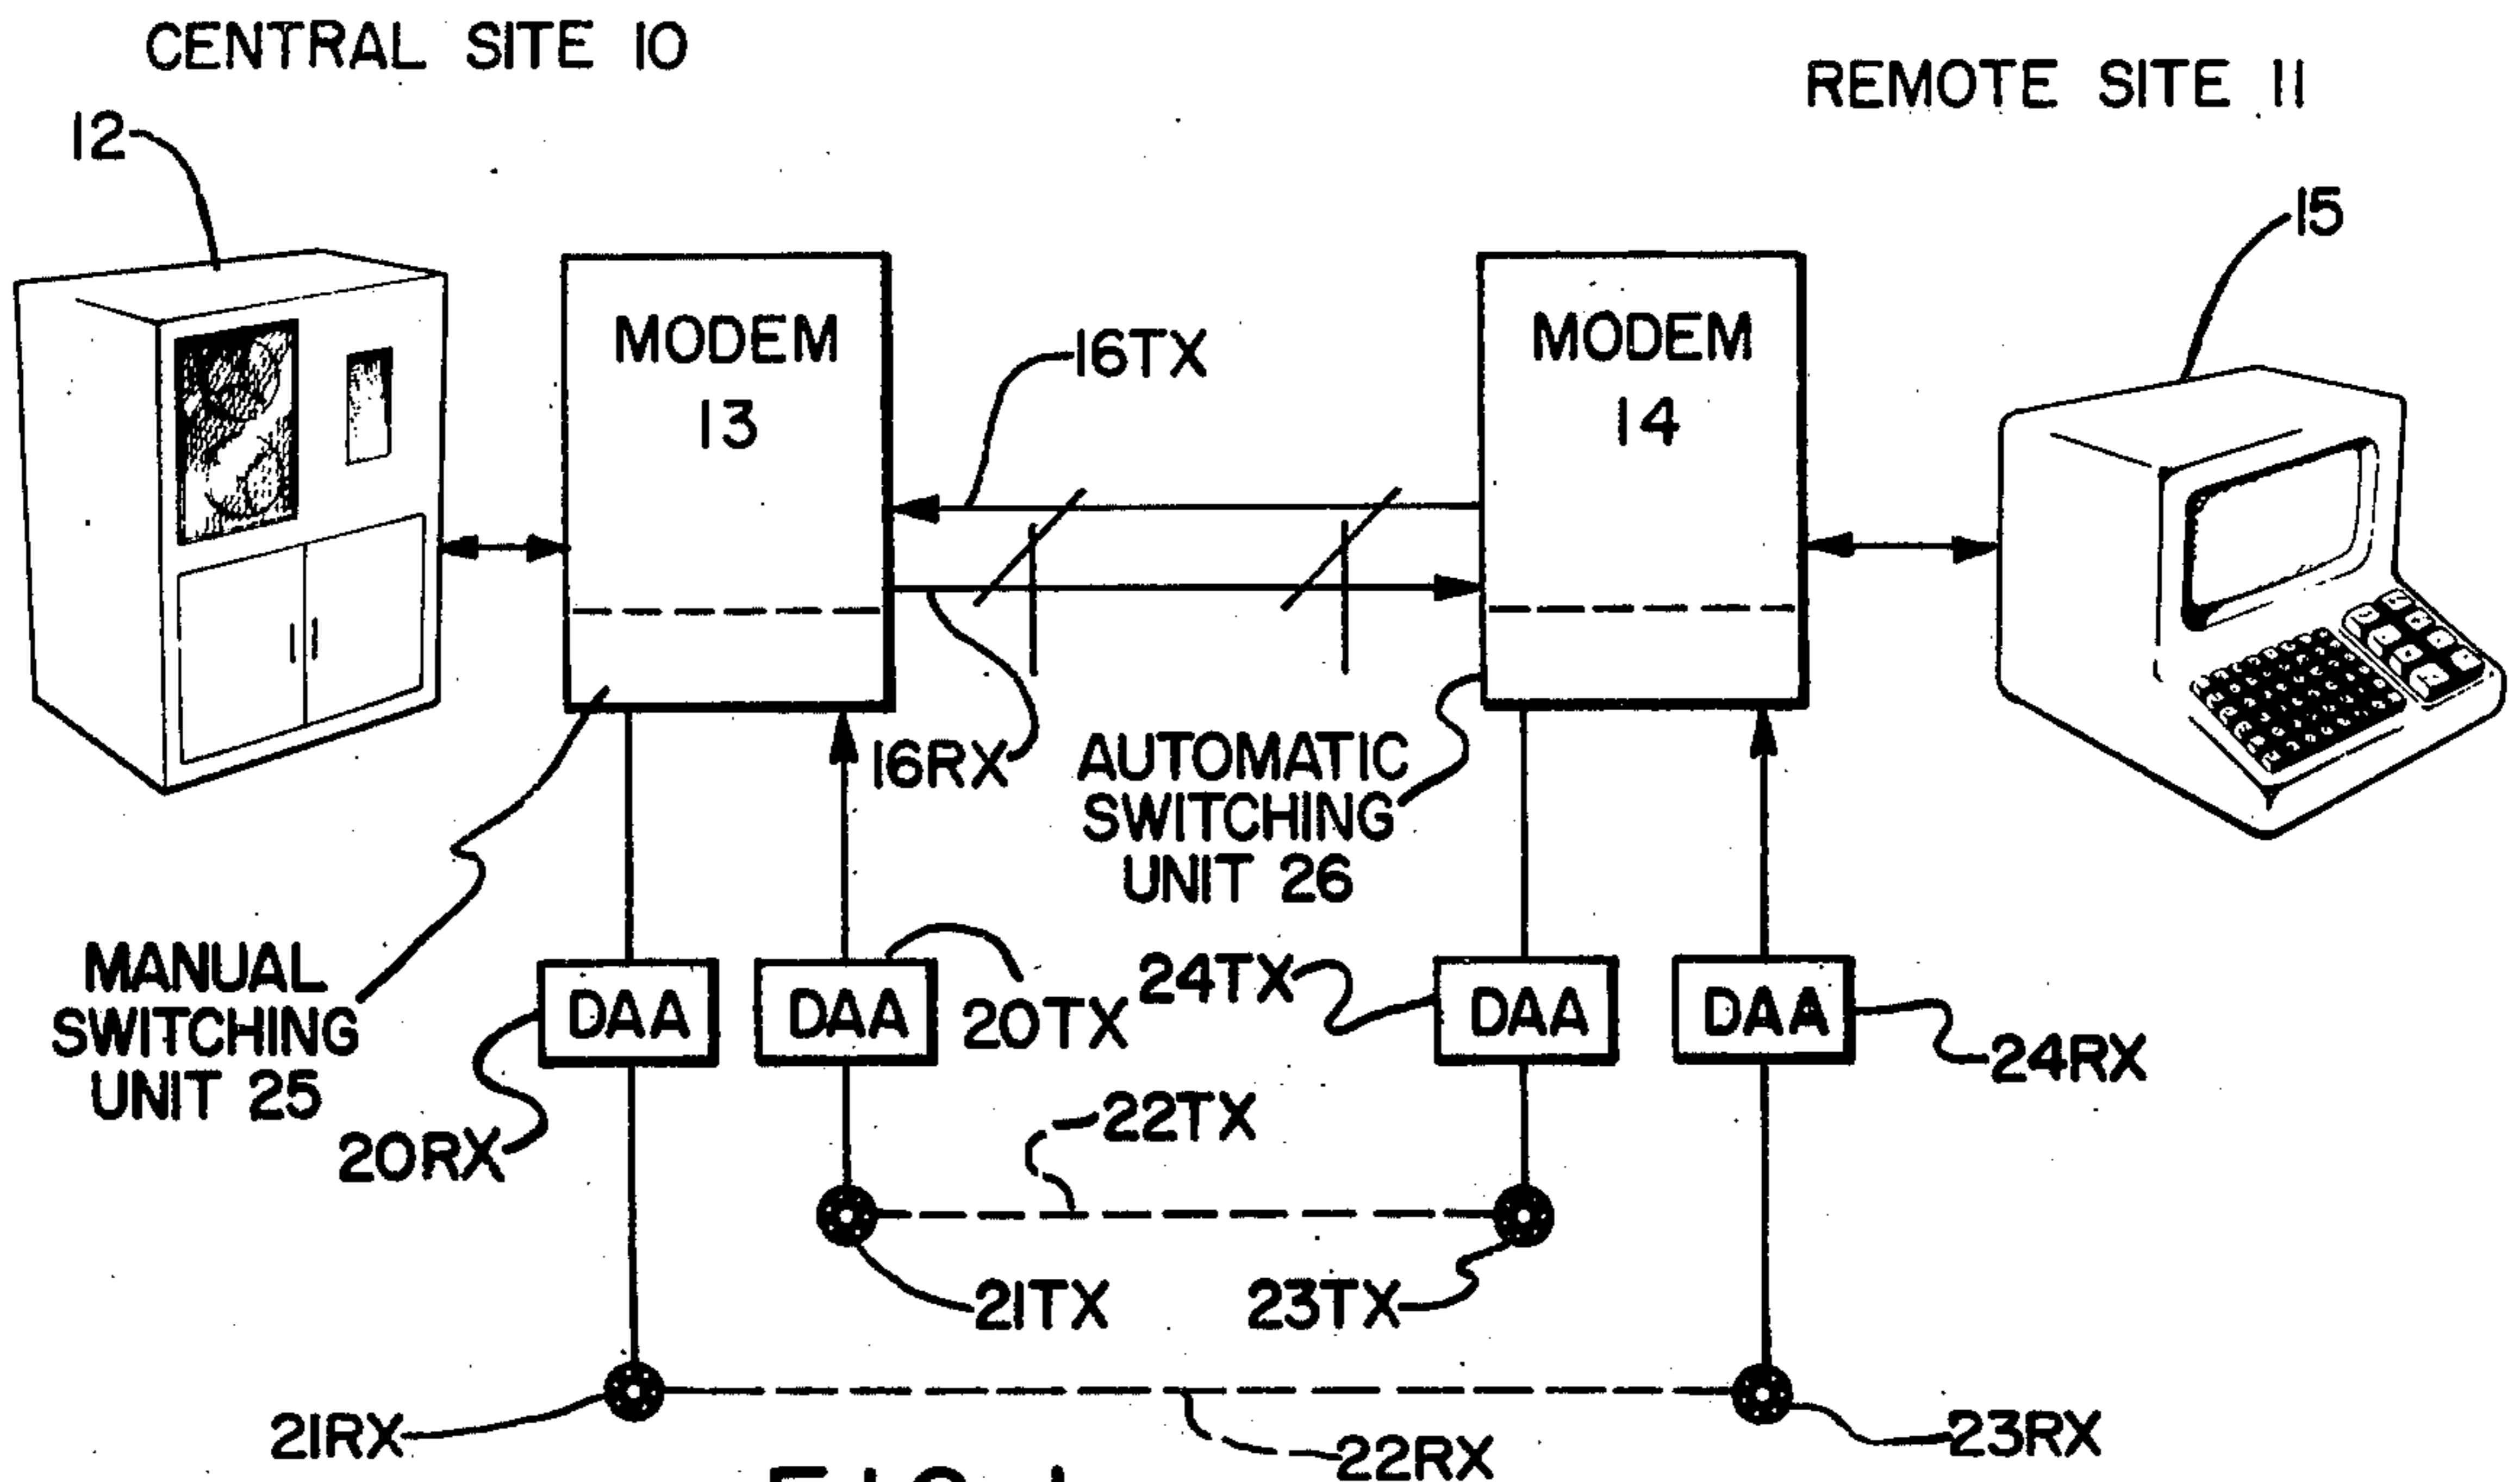 CENTRAL SITE 10
REMOTE SITE 11
12
15
MODEM
13
MODEM
14
16TX
16RX
AUTOMATIC
SWITCHING
UNIT 26
MANUAL
SWITCHING
UNIT 25
DAA
DAA
DAA
DAA
20TX
24TX
24RX
20RX
22TX
21TX
23TX
21RX
22RX
23RX